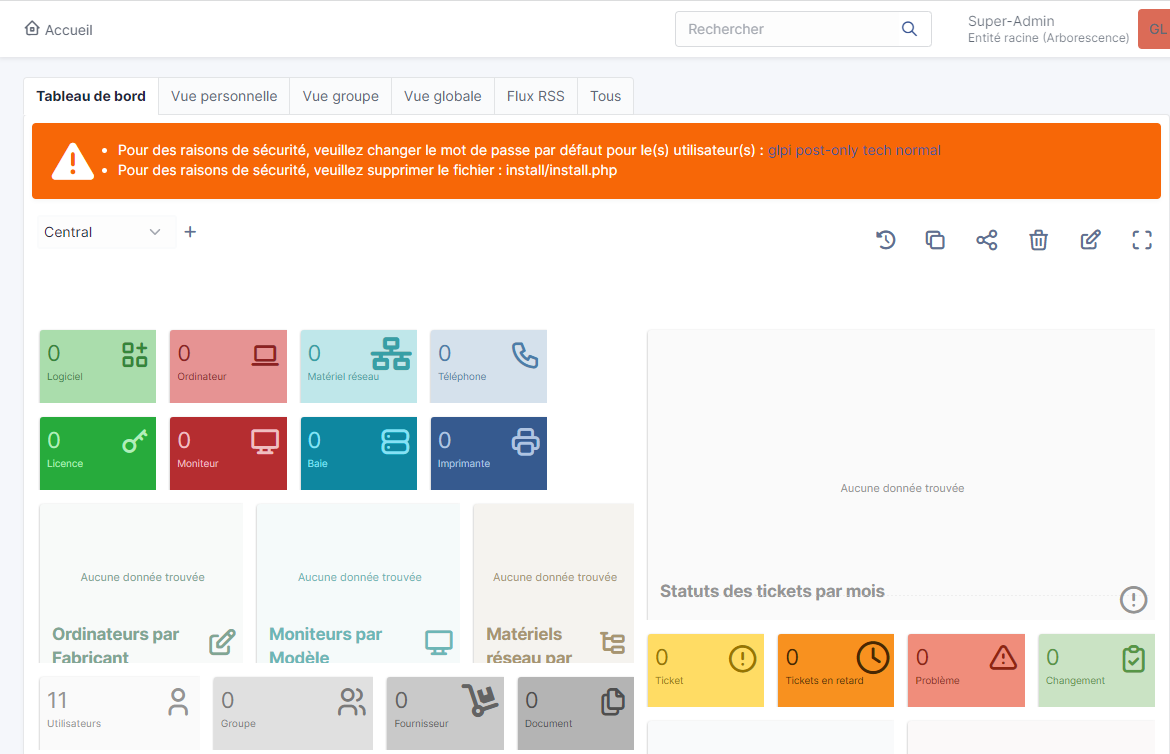 Accueil
Rechercher
Super-Admin
Entité racine (Arborescence)
GL
Tableau de bord
Vue personnelle
Vue groupe
Vue globale
Flux RSS
Tous
Pour des raisons de sécurité, veuillez changer le mot de passe par défaut pour le(s) utilisateur(s) : glpi post-only tech normal
Pour des raisons de sécurité, veuillez supprimer le fichier : install/install.php
Central
0
Logiciel
0
Ordinateur
0
Matériel réseau
0
Téléphone
0
Licence
0
Moniteur
0
Baie
0
Imprimante
Aucune donnée trouvée
Statuts des tickets par mois
Aucune donnée trouvée
Ordinateurs par
Fabricant
Aucune donnée trouvée
Moniteurs par
Modèle
Aucune donnée trouvée
Matériels
réseau par
0
Ticket
0
Tickets en retard
0
Problème
0
Changement
11
Utilisateurs
0
Groupe
0
Fournisseur
0
Document